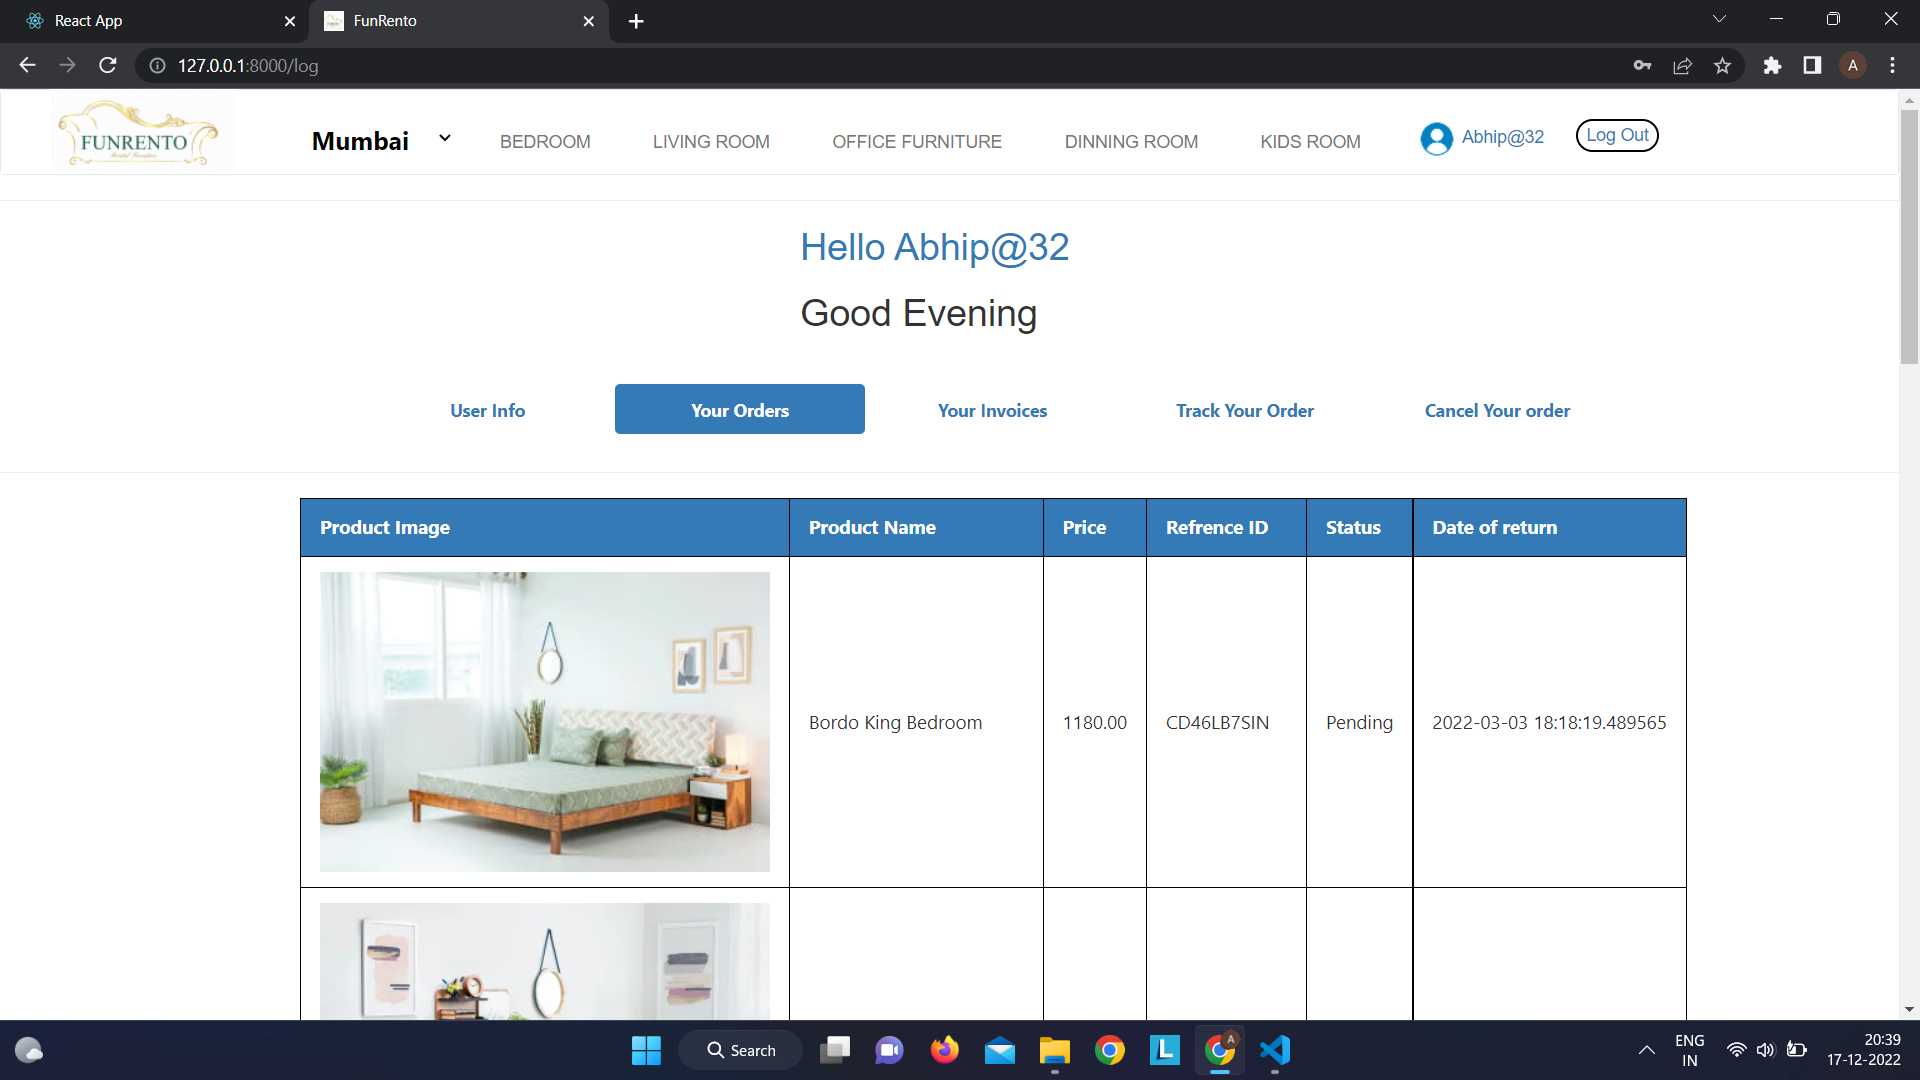 React App
FunRento
127.0.0.1:8000/log
A
FUNRENTO
Mumbai
BEDROOM
LIVING ROOM
OFFICE FURNITURE
DINNING ROOM
KIDS ROOM
Abhip@32
Log Out
Hello Abhip@32
Good Evening
User Info
Your Orders
Your Invoices
Track Your Order
Cancel Your order
Product Image
Product Name
Price
Refrence ID
Status
Date of return
Bordo King Bedroom
1180.00
CD46LB7SIN
Pending
2022-03-03 18:18:19.489565
Search
L
A
ENG
IN
20:39
17-12-2022